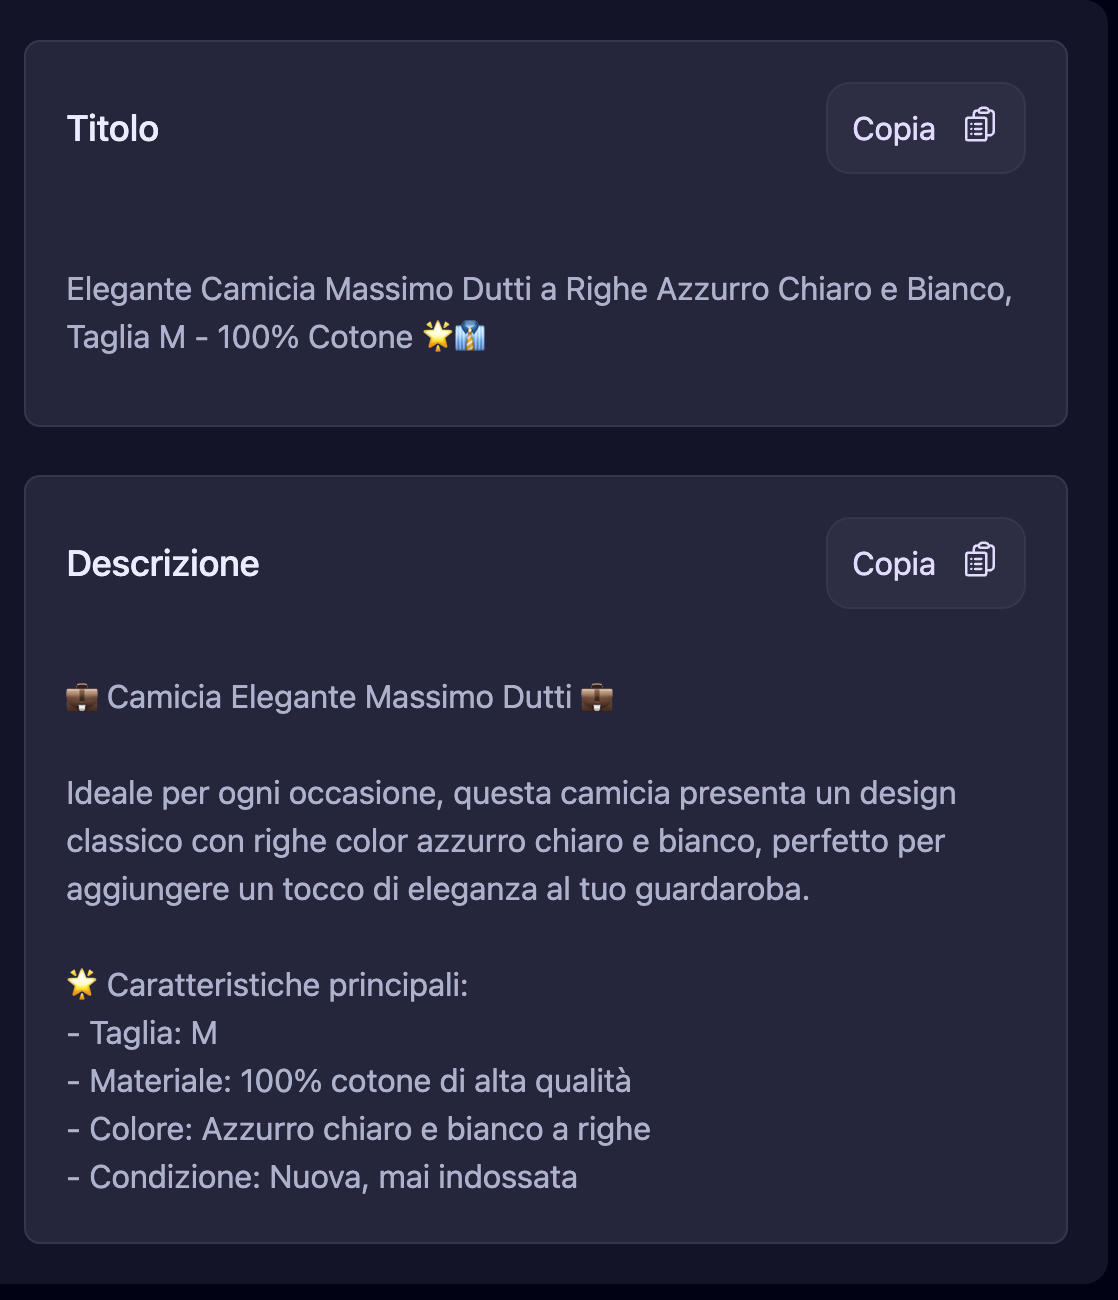 Titolo
Copia
Elegante Camicia Massimo Dutti a Righe Azzurro Chiaro e Bianco,
Taglia M - 100% Cotone 🌟👔
Descrizione
Copia
💼 Camicia Elegante Massimo Dutti 💼
Ideale per ogni occasione, questa camicia presenta un design
classico con righe color azzurro chiaro e bianco, perfetto per
aggiungere un tocco di eleganza al tuo guardaroba.
🌟 Caratteristiche principali:
- Taglia: M
- Materiale: 100% cotone di alta qualità
- Colore: Azzurro chiaro e bianco a righe
- Condizione: Nuova, mai indossata